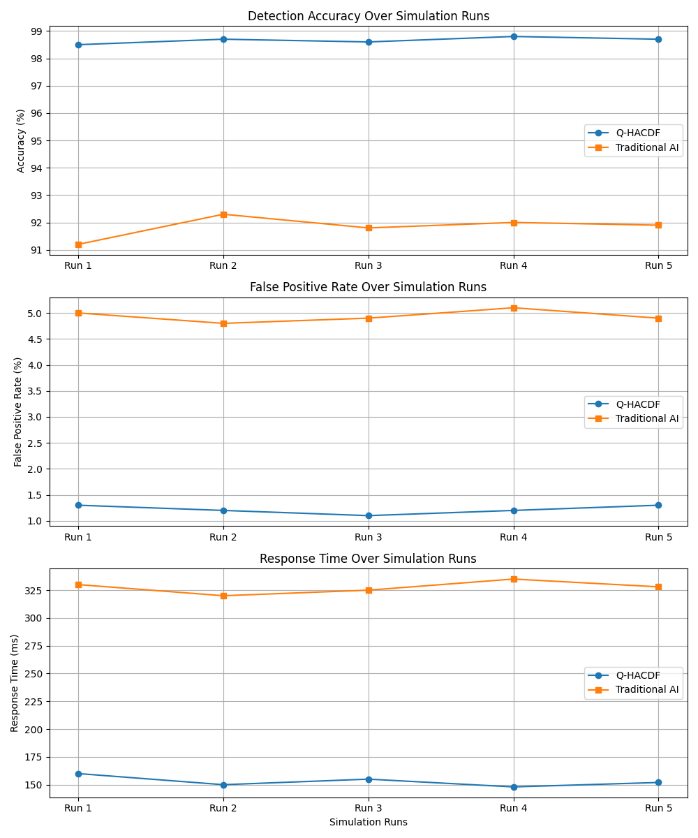 Detection Accuracy Over Simulation Runs
Accuracy (%)
99
98
97
96
95
94
93
92
91
Q-HACDF
Traditional AI
Run 1 Run 2 Run 3 Run 4 Run 5
False Positive Rate Over Simulation Runs
False Positive Rate (%)
5.0
4.5
4.0
3.5
3.0
2.5
2.0
1.5
1.0
Q-HACDF
Traditional AI
Run 1 Run 2 Run 3 Run 4 Run 5
Response Time Over Simulation Runs
Response Time (ms)
325
300
275
250
225
200
175
150
Q-HACDF
Traditional AI
Run 1 Run 2 Run 3 Run 4 Run 5
Simulation Runs